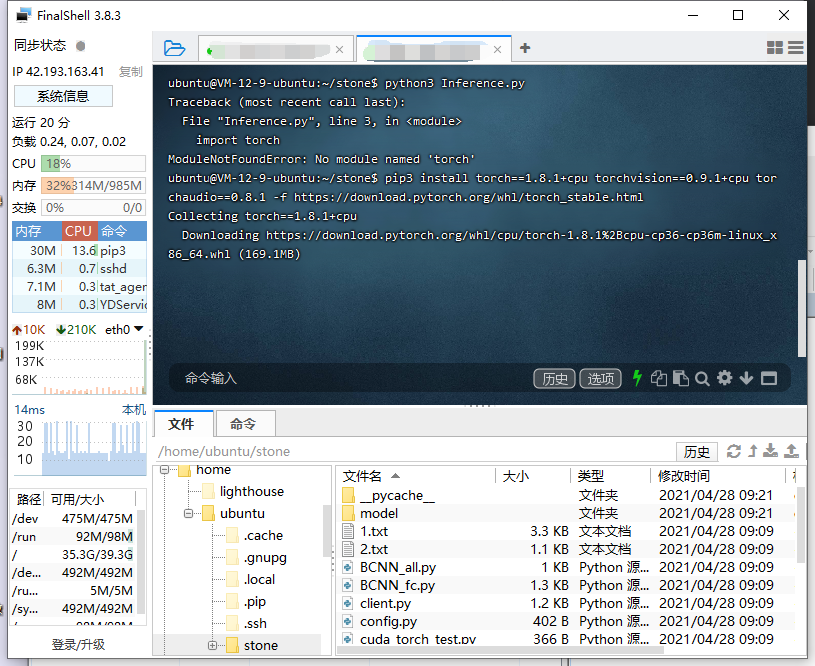 FinalShell 3.8.3
同步状态
IP 42.193.163.41 复制
系统信息
运行 20 分
负载 0.24, 0.07, 0.02
CPU 18%
内存 32% 314M/985M
交换 0% 0/0
内存 CPU 命令
30M 13.6 pip3
6.3M 0.7 sshd
7.1M 0.3 tat_agen
8M 0.3 YDServic
10K 210K eth0
199K
137K
68K
14ms 本机
30
20
10
路径 可用/大小
/dev 475M/475M
/run 92M/98M
/ 35.3G/39.3G
/de... 492M/492M
/ru... 5M/5M
/sy... 492M/492M
登录/升级
ubuntu@VM-12-9-ubuntu:~/stone$ python3 Inference.py
Traceback (most recent call last):
File "Inference.py", line 3, in <module>
import torch
ModuleNotFoundError: No module named 'torch'
ubuntu@VM-12-9-ubuntu:~/stone$ pip3 install torch==1.8.1+cpu torchvision==0.9.1+cpu tor
chaudio==0.8.1 -f https://download.pytorch.org/whl/torch_stable.html
Collecting torch==1.8.1+cpu
Downloading https://download.pytorch.org/whl/cpu/torch-1.8.1%2Bcpu-cp36-cp36m-linux_x
86_64.whl (169.1MB)
命令输入 历史 选项
文件 命令
/home/ubuntu/stone 历史
home
lighthouse
ubuntu
.cache
.gnupg
.local
.pip
.ssh
stone
文件名 大小 类型 修改时间
__pycache__ 文件夹 2021/04/28 09:21
model 文件夹 2021/04/28 09:21
1.txt 3.3 KB 文本文档 2021/04/28 09:09
2.txt 1.1 KB 文本文档 2021/04/28 09:09
BCNN_all.py 1 KB Python 源... 2021/04/28 09:09
BCNN_fc.py 1.3 KB Python 源... 2021/04/28 09:09
client.py 1.2 KB Python 源... 2021/04/28 09:09
config.py 402 B Python 源... 2021/04/28 09:09
cuda_torch_test.py 366 B Python 源... 2021/04/28 09:09